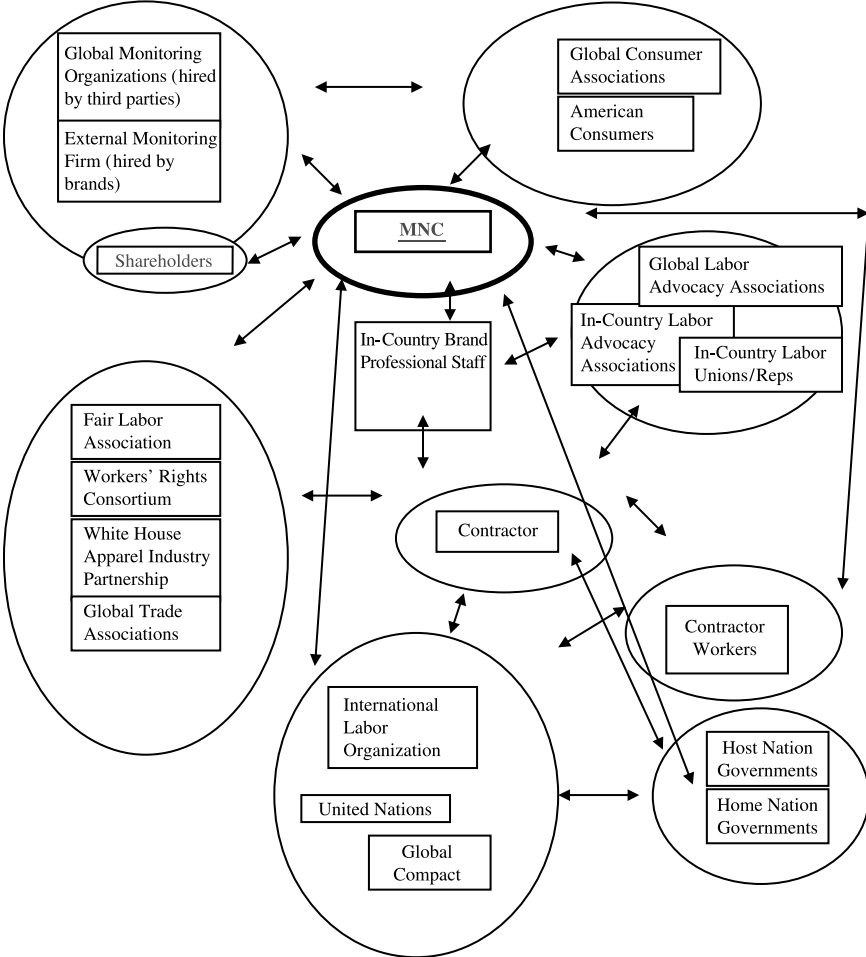 Global Monitoring
Organizations (hired
by third parties)
External Monitoring
Firm (hired by
brands)
Shareholders
Global Consumer
Associations
American
Consumers
MNC
Global Labor
Advocacy Associations
In-Country Labor
Advocacy
Associations
In-Country Labor
Unions/Reps
In-Country Brand
Professional Staff
Fair Labor
Association
Workers’ Rights
Consortium
White House
Apparel Industry
Partnership
Global Trade
Associations
Contractor
Contractor
Workers
International
Labor
Organization
United Nations
Global
Compact
Host Nation
Governments
Home Nation
Governments